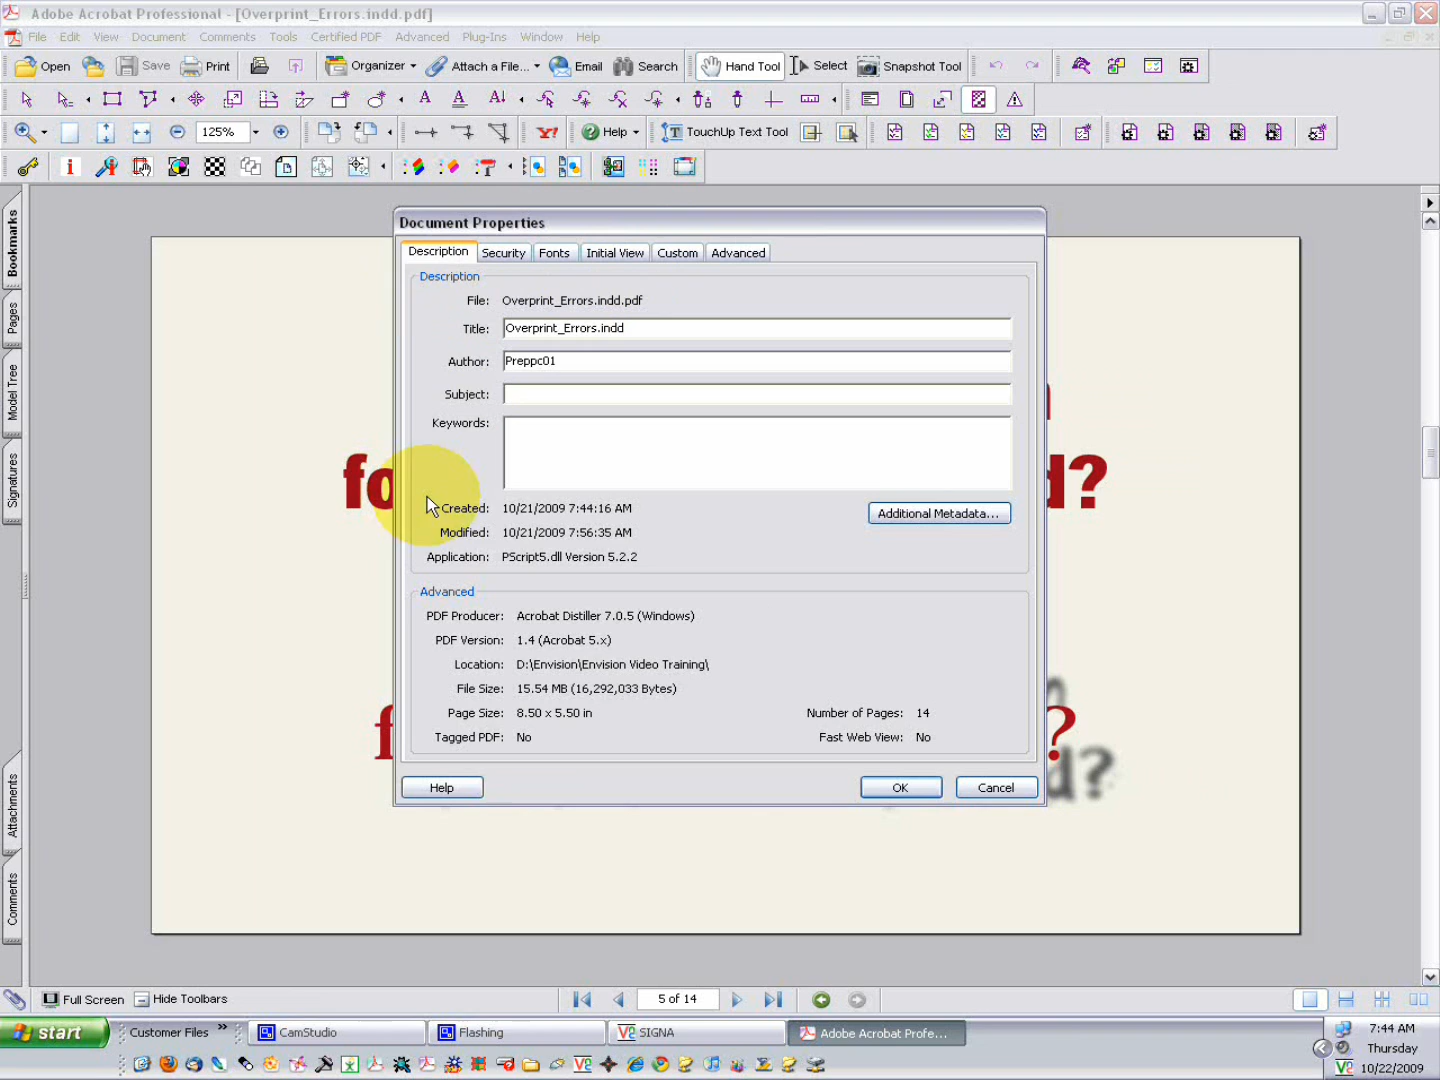 Adobe Acrobat Professional - [Overprint_Errors.indd.pdf]
File Edit View Document Comments Tools Certified PDF Advanced Plug-Ins Window Help
Open Save Print Organizer Attach a File... Email Search Hand Tool Select Snapshot Tool
125% Help TouchUp Text Tool
Bookmarks
Pages
Model Tree
Signatures
Attachments
Comments
Document Properties
Description Security Fonts Initial View Custom Advanced
Description
File: Overprint_Errors.indd.pdf
Title: Overprint_Errors.indd
Author: Preppc01
Subject:
Keywords:
Created: 10/21/2009 7:44:16 AM
Additional Metadata...
Modified: 10/21/2009 7:56:35 AM
Application: PScript5.dll Version 5.2.2
Advanced
PDF Producer: Acrobat Distiller 7.0.5 (Windows)
PDF Version: 1.4 (Acrobat 5.x)
Location: D:\Envision\Envision Video Training\
File Size: 15.54 MB (16,292,033 Bytes)
Page Size: 8.50 x 5.50 in Number of Pages: 14
Tagged PDF: No Fast Web View: No
Help OK Cancel
Full Screen Hide Toolbars 5 of 14
start Customer Files » CamStudio Flashing SIGNA Adobe Acrobat Profe... 7:44 AM
Thursday
10/22/2009